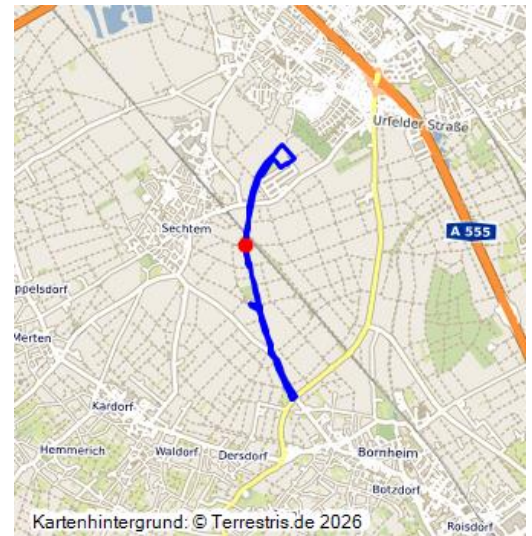 Urfelder Straße
Sechtem
A 555
ppelsdorf
Merten
Kardorf
Hemmerich
Waldorf
Dersdorf
Bornheim
Botzdorf
Roisdorf
Kartenhintergrund: © Terrestris.de 2026